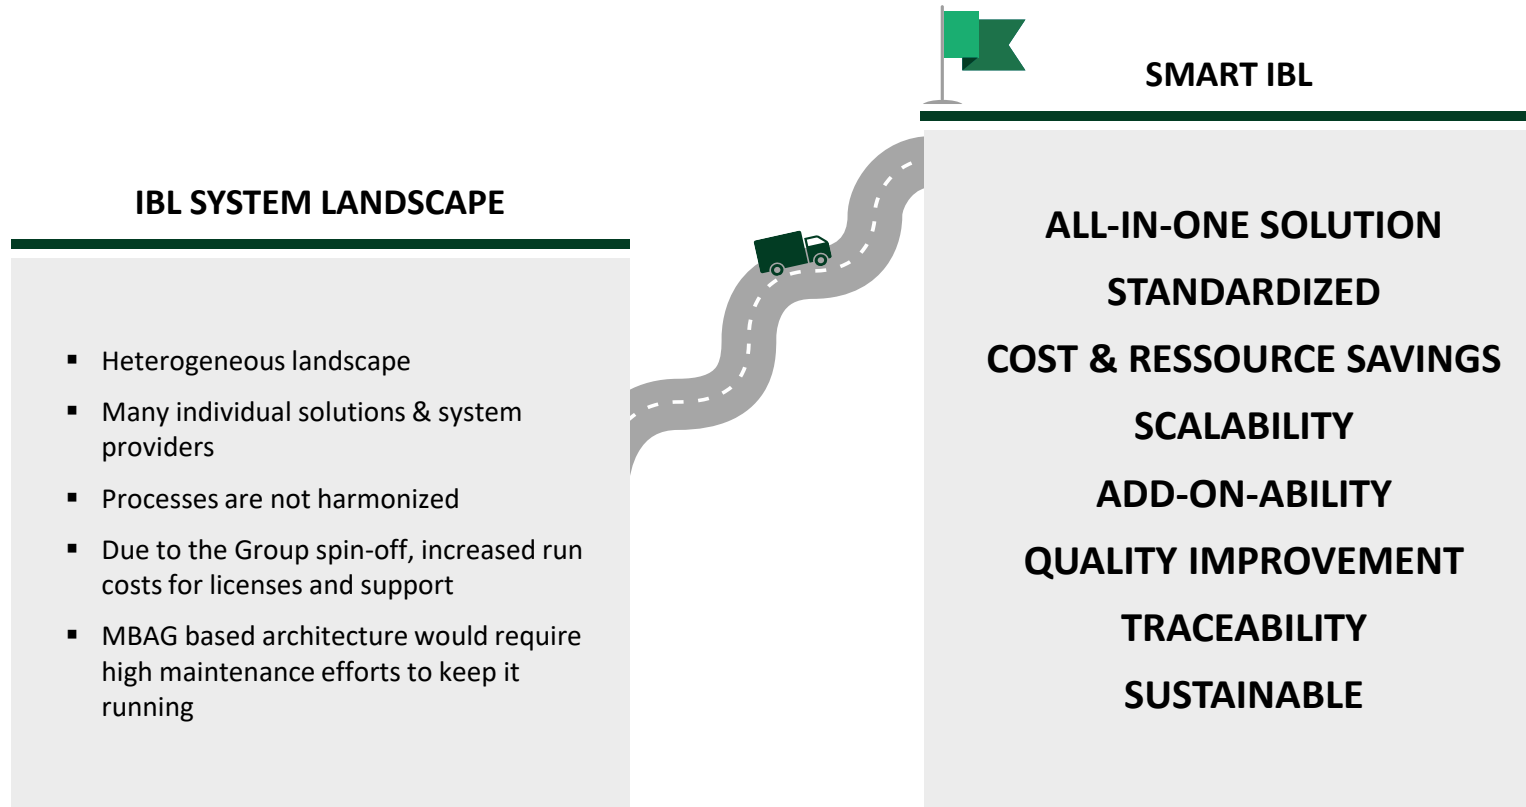 IBL SYSTEM LANDSCAPE
▪ Heterogeneous landscape
▪ Many individual solutions & system
providers
▪ Processes are not harmonized
▪ Due to the Group spin-off, increased run
costs for licenses and support
▪ MBAG based architecture would require
high maintenance efforts to keep it
running
SMART IBL
ALL-IN-ONE SOLUTION
STANDARDIZED
COST & RESSOURCE SAVINGS
SCALABILITY
ADD-ON-ABILITY
QUALITY IMPROVEMENT
TRACEABILITY
SUSTAINABLE